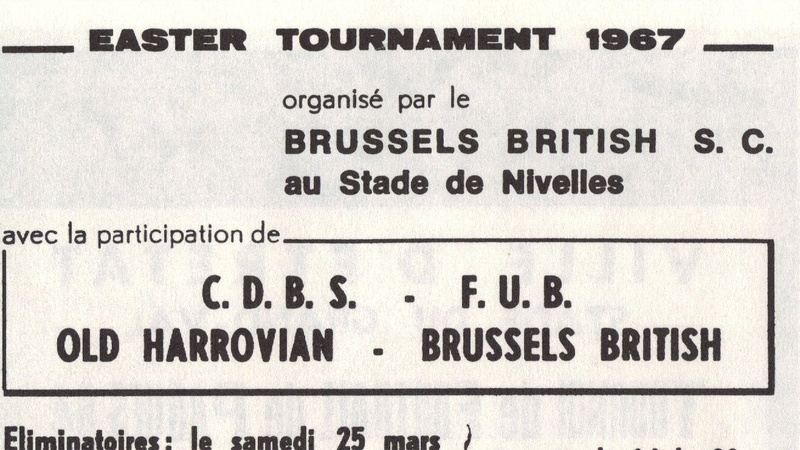 EASTER TOURNAMENT 1967
organisé par le
BRUSSELS BRITISH S. C.
au Stade de Nivelles
avec la participation de
C. D. B. S. - F. U. B.
OLD HARROVIAN - BRUSSELS BRITISH
Eliminatoires : le samedi 25 mars